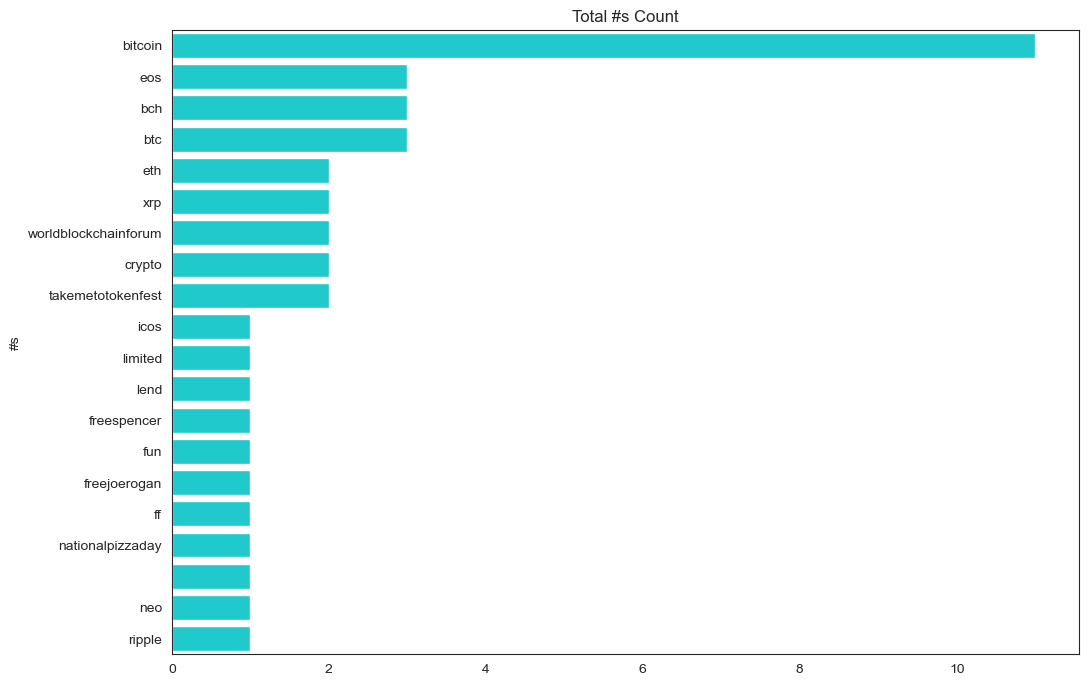 Total #s Count
bitcoin
eos
bch
btc
eth
xrp
worldblockchainforum
crypto
takemetotokenfest
icos
limited
lend
freespencer
fun
freejoerogan
ff
nationalpizzaday
neo
ripple
#s
0 2 4 6 8 10